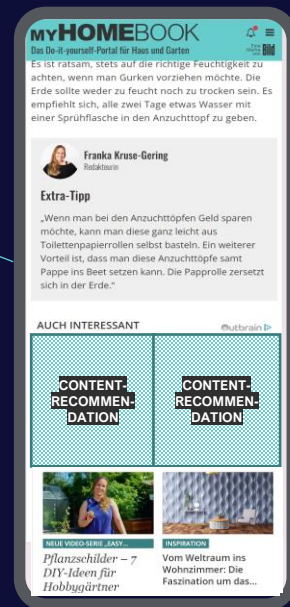 MYHOMEBOOK
Das Do-it-yourself-Portal für Haus und Garten
Bild
Es ist ratsam, stets auf die richtige Feuchtigkeit zu
achten, wenn man Gurken vorziehen möchte. Die
Erde sollte weder zu feucht noch zu trocken sein. Es
empfiehlt sich, alle zwei Tage etwas Wasser mit
einer Sprühflasche in den Anzuchttopf zu geben.
Franka Kruse-Gering
Redakteurin
Extra-Tipp
„Wenn man bei den Anzuchttöpfen Geld sparen
möchte, kann man diese ganz leicht aus
Toilettenpapierrollen selbst basteln. Ein weiterer
Vorteil ist, dass man diese Anzuchttöpfe samt
Pappe ins Beet setzen kann. Die Papprolle zersetzt
sich in der Erde.“
AUCH INTERESSANT
Outbrain
CONTENT-
RECOMMEN-
DATION
CONTENT-
RECOMMEN-
DATION
NEUE VIDEO-SERIE „EASY...
Pflanzschilder – 7
DIY-Ideen für
Hobbygärtner
INSPIRATION
Vom Weltraum ins
Wohnzimmer: Die
Faszination um das...